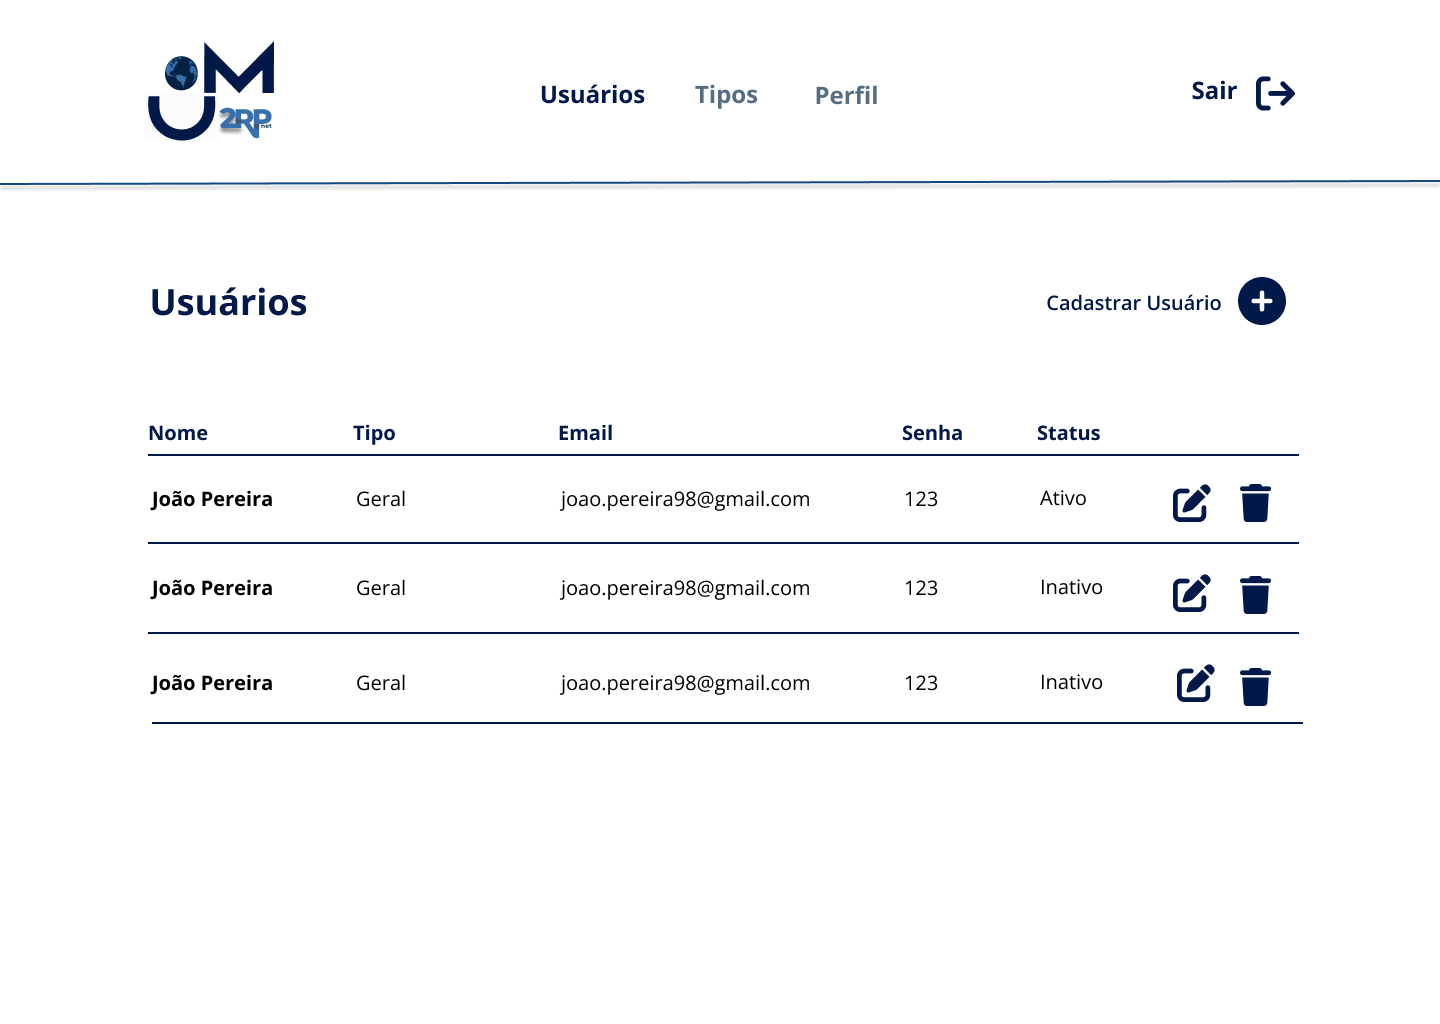 UM
2RP
net
Usuários Tipos Perfil Sair
Usuários
Cadastrar Usuário
Nome Tipo Email Senha Status
João Pereira Geral joao.pereira98@gmail.com 123 Ativo
João Pereira Geral joao.pereira98@gmail.com 123 Inativo
João Pereira Geral joao.pereira98@gmail.com 123 Inativo